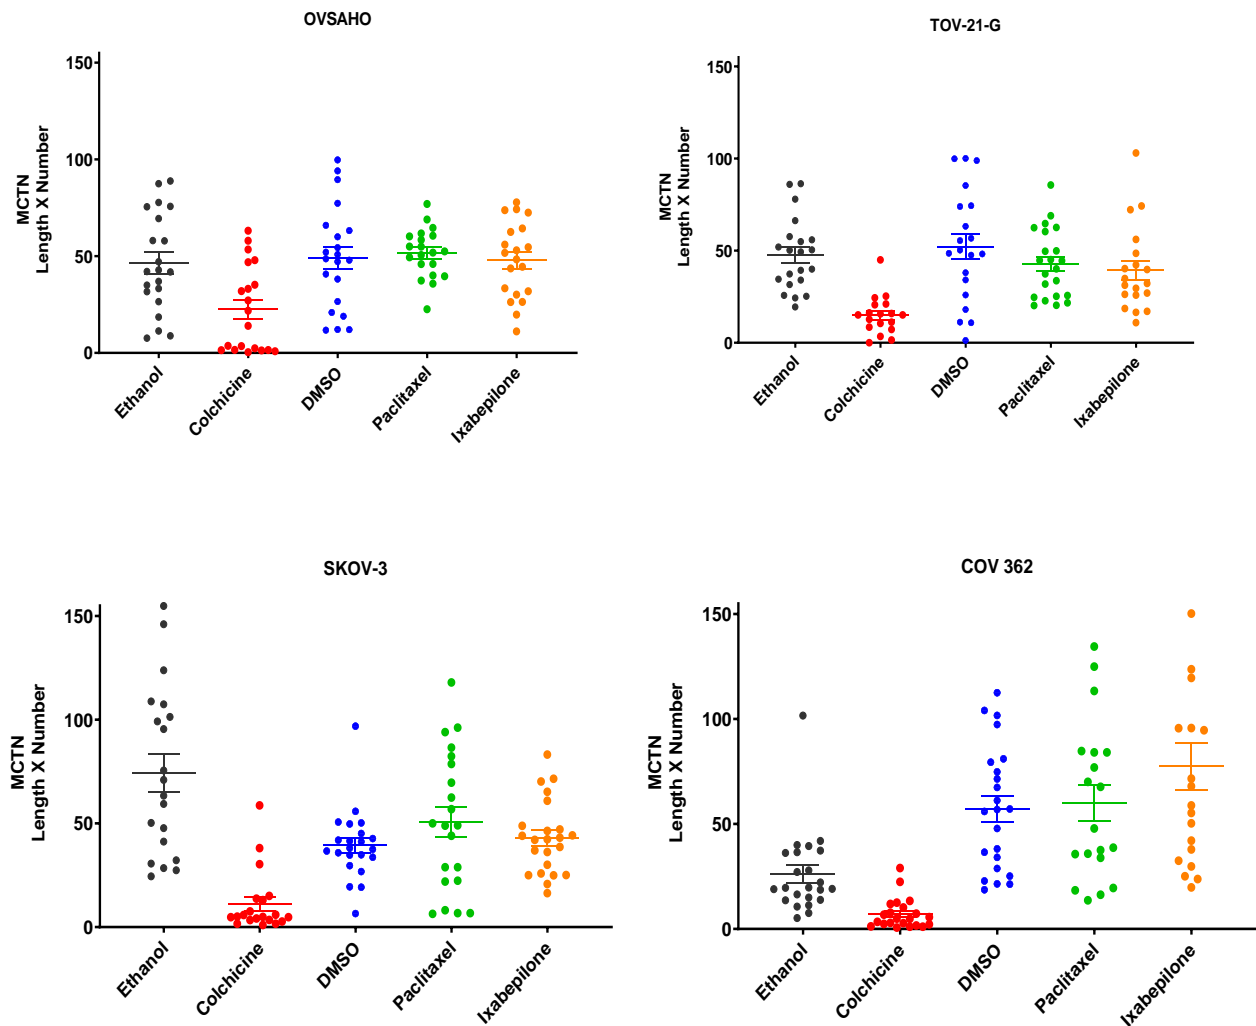 OVSAHO
MCTN
Length X Number
150
100
50
0
Ethanol
Colchicine
DMSO
Paclitaxel
Ixabepilone
TOV-21-G
MCTN
Length X Number
150
100
50
0
Ethanol
Colchicine
DMSO
Paclitaxel
Ixabepilone
SKOV-3
MCTN
Length X Number
150
100
50
0
Ethanol
Colchicine
DMSO
Paclitaxel
Ixabepilone
COV 362
MCTN
Length X Number
150
100
50
0
Ethanol
Colchicine
DMSO
Paclitaxel
Ixabepilone